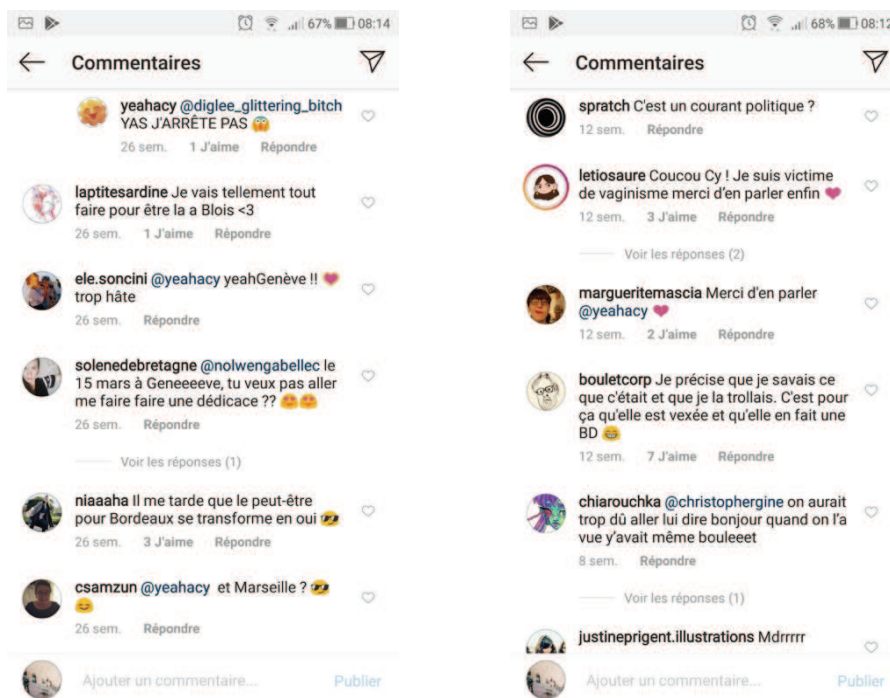 67% 08:14
Commentaires
yeahacy @diglee_glittering_bitch
YAS J'ARRÊTE PAS 😱
26 sem. 1 J'aime Répondre
laptitesardine Je vais tellement tout
faire pour être la a Blois <3
26 sem. 1 J'aime Répondre
ele.soncini @yeahacy yeahGenève !! 💗
trop hâte
26 sem. Répondre
solenedebretagne @nolwengabellec le
15 mars à Geneeeeve, tu veux pas aller
me faire faire une dédicace ?? 😍😍
26 sem. Répondre
Voir les réponses (1)
niaaaha Il me tarde que le peut-être
pour Bordeaux se transforme en oui 😎
26 sem. 3 J'aime Répondre
csamzun @yeahacy et Marseille ? 😎
😊
26 sem. Répondre
Ajouter un commentaire... Publier
68% 08:12
Commentaires
spratch C'est un courant politique ?
12 sem. Répondre
letiosaure Coucou Cy ! Je suis victime
de vaginisme merci d'en parler enfin 💗
12 sem. 3 J'aime Répondre
Voir les réponses (2)
margueritemascia Merci d'en parler
@yeahacy 💗
12 sem. 2 J'aime Répondre
bouletcorp Je précise que je savais ce
que c'était et que je la trollais. C'est pour
ça qu'elle est vexée et qu'elle en fait une
BD 😂
12 sem. 7 J'aime Répondre
chiarouchka @christophergine on aurait
trop dû aller lui dire bonjour quand on l'a
vue y'avait même bouleeet
8 sem. Répondre
Voir les réponses (1)
justineprigent.illustrations Mdrrrrr
Ajouter un commentaire... Publier